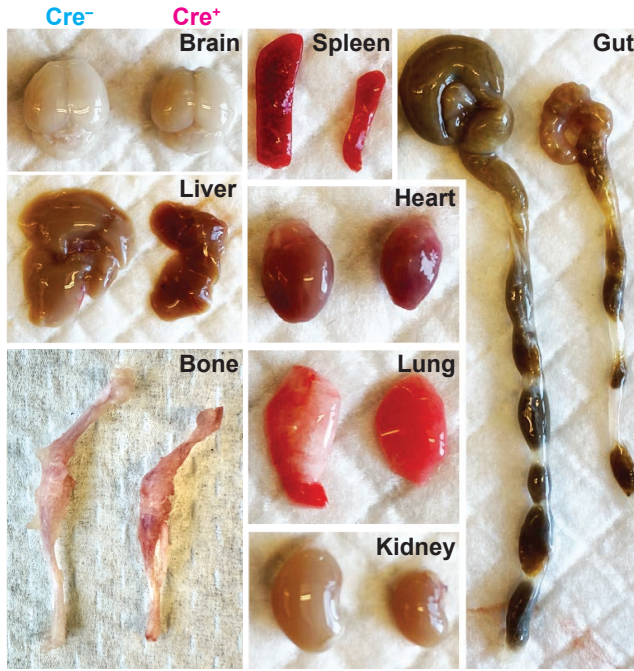 Cre⁻ Cre⁺
Brain
Spleen
Gut
Liver
Heart
Bone
Lung
Kidney